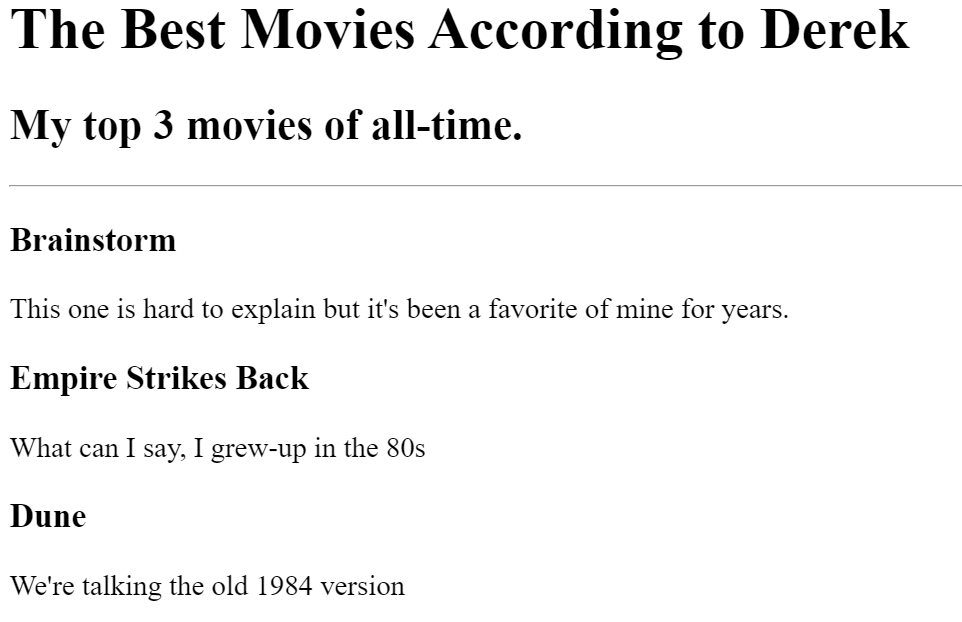 The Best Movies According to Derek
My top 3 movies of all-time.
Brainstorm
This one is hard to explain but it's been a favorite of mine for years.
Empire Strikes Back
What can I say, I grew-up in the 80s
Dune
We're talking the old 1984 version